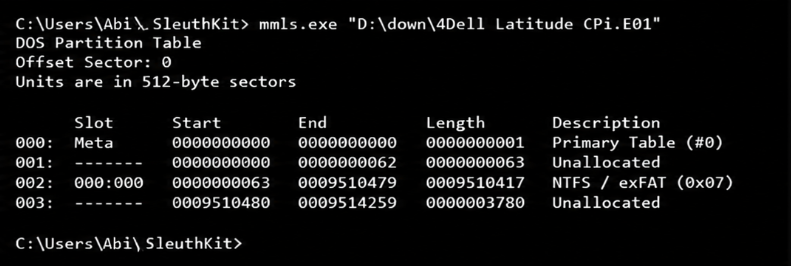 C:\Users\Abi\ SleuthKit> mmls.exe "D:\down\4Dell Latitude CPi.E01"
DOS Partition Table
Offset Sector: 0
Units are in 512-byte sectors
Slot Start End Length Description
000: Meta 0000000000 0000000000 0000000001 Primary Table (#0)
001: ------- 0000000000 0000000062 0000000063 Unallocated
002: 000:000 0000000063 0009510479 0009510417 NTFS / exFAT (0x07)
003: ------- 0009510480 0009514259 0000003780 Unallocated
C:\Users\Abi\ SleuthKit>